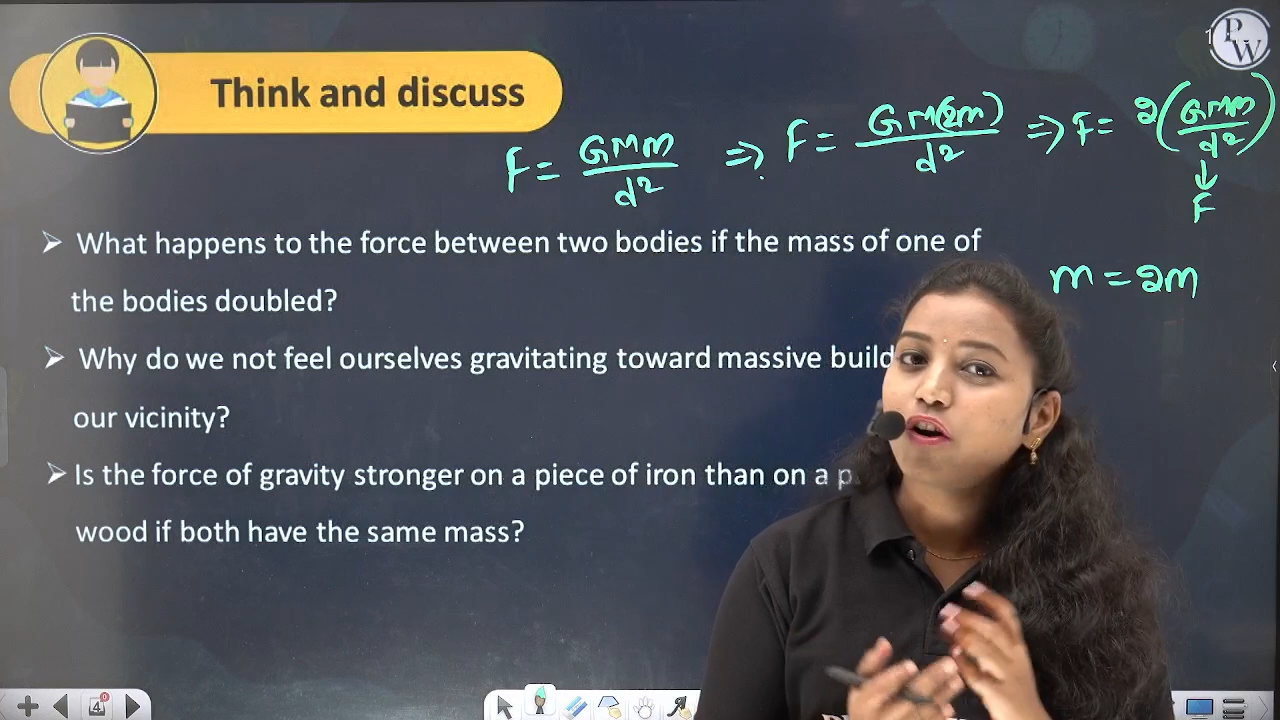 PW
Think and discuss
F = GMm/d² ⇒ F = GM(2m)/d² ⇒ F = 2(GMm/d²)
↓
F
What happens to the force between two bodies if the mass of one of
m = 2m
the bodies doubled?
Why do we not feel ourselves gravitating toward massive build
our vicinity?
Is the force of gravity stronger on a piece of iron than on a p
wood if both have the same mass?
4